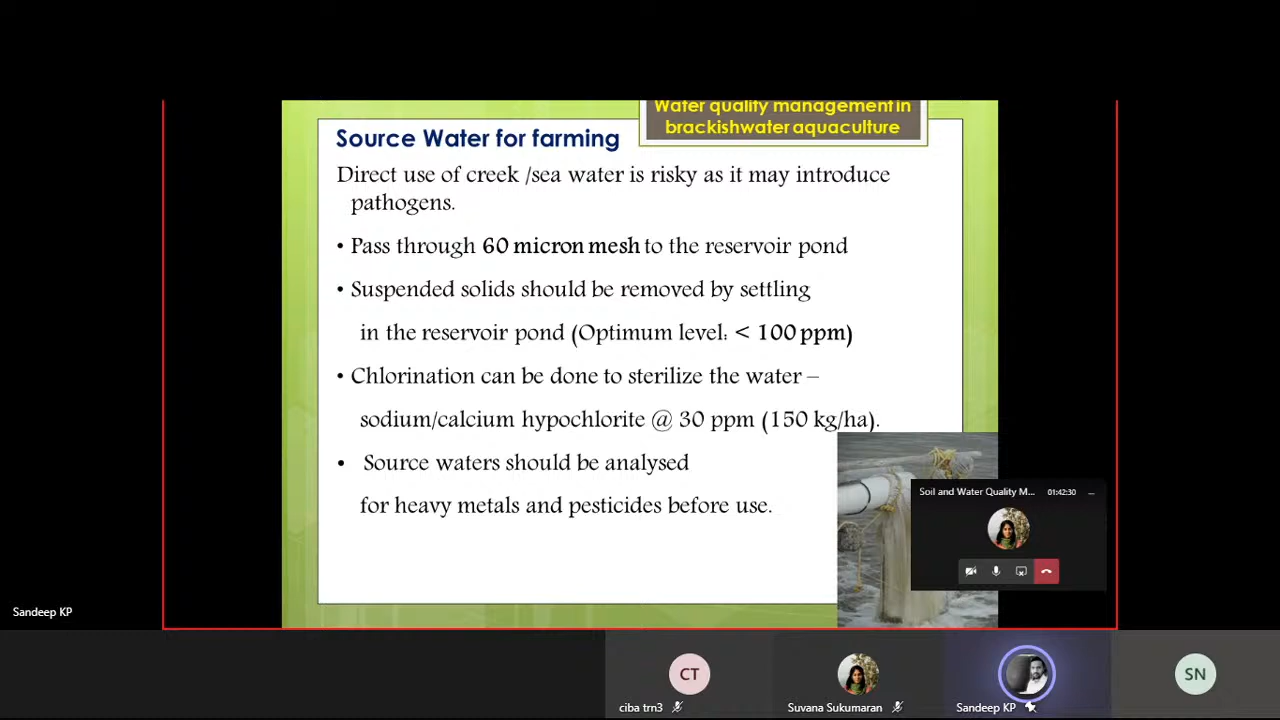 Water quality management in
brackishwater aquaculture
Source Water for farming
Direct use of creek /sea water is risky as it may introduce
pathogens.
• Pass through 60 micron mesh to the reservoir pond
• Suspended solids should be removed by settling
in the reservoir pond (Optimum level: < 100 ppm)
• Chlorination can be done to sterilize the water –
sodium/calcium hypochlorite @ 30 ppm (150 kg/ha).
• Source waters should be analysed
for heavy metals and pesticides before use.
Soil and Water Quality M... 01:42:30
Sandeep KP
CT
SN
ciba trn3
Suvana Sukumaran
Sandeep KP